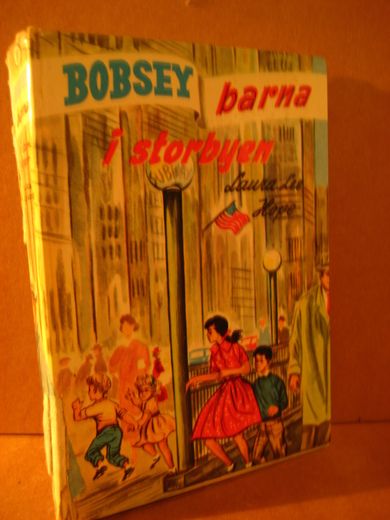 BOBSEY barna
i storbyen
Laura Lee
Hope